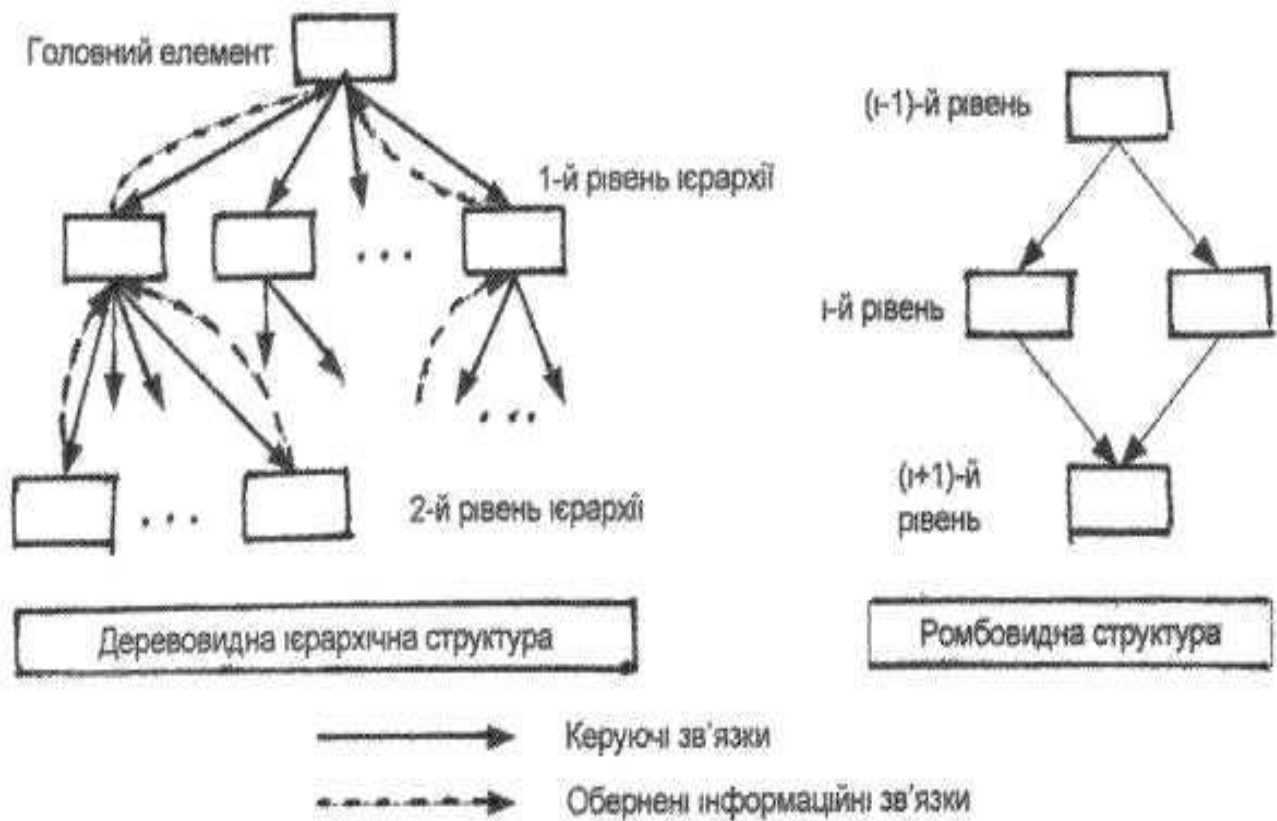 Головний елемент
(і-1)-й рівень
1-й рівень ієрархії
. . .
і-й рівень
. . .
(і+1)-й
рівень
. . .
2-й рівень ієрархії
Деревовидна ієрархічна структура
Ромбовидна структура
Керуючі зв'язки
Обернені інформаційні зв'язки